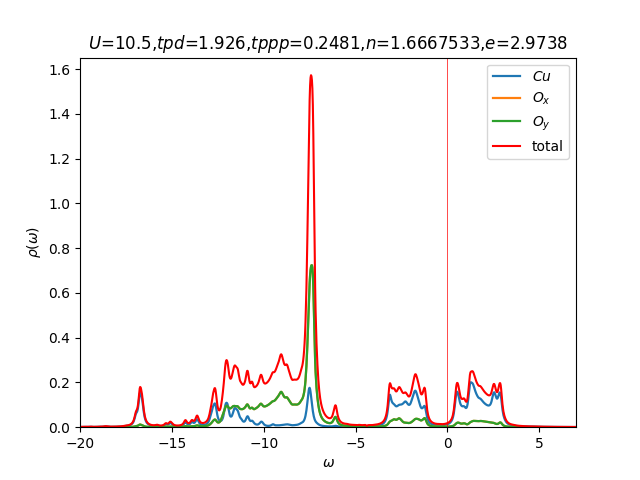 U=10.5,tpd=1.926,tppp=0.2481,n=1.6667533,e=2.9738
1.6
1.4
1.2
1.0
0.8
0.6
0.4
0.2
0.0
ρ(ω)
Cu
Oₓ
O_y
total
−20
−15
−10
−5
0
5
ω